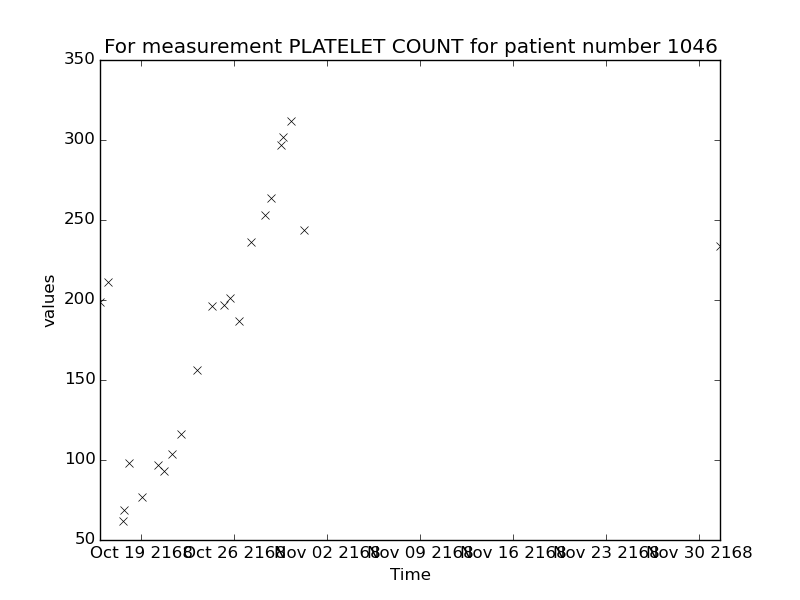 For measurement PLATELET COUNT for patient number 1046
350
300
250
200
150
100
50
values
Oct 19 2168 Oct 26 2168 Nov 02 2168 Nov 09 2168 Nov 16 2168 Nov 23 2168 Nov 30 2168
Time